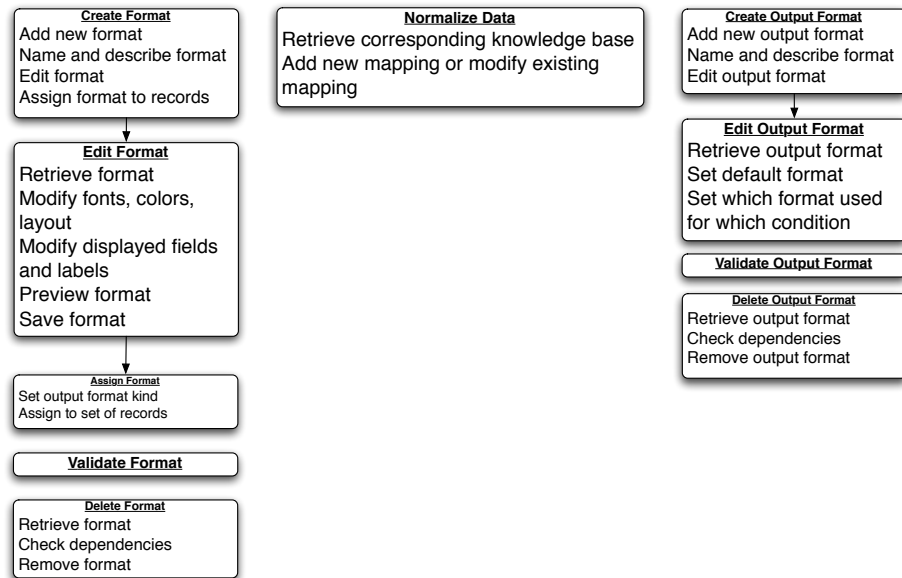 Create Format
Add new format
Name and describe format
Edit format
Assign format to records
Edit Format
Retrieve format
Modify fonts, colors,
layout
Modify displayed fields
and labels
Preview format
Save format
Assign Format
Set output format kind
Assign to set of records
Validate Format
Delete Format
Retrieve format
Check dependencies
Remove format
Normalize Data
Retrieve corresponding knowledge base
Add new mapping or modify existing
mapping
Create Output Format
Add new output format
Name and describe format
Edit output format
Edit Output Format
Retrieve output format
Set default format
Set which format used
for which condition
Validate Output Format
Delete Output Format
Retrieve output format
Check dependencies
Remove output format